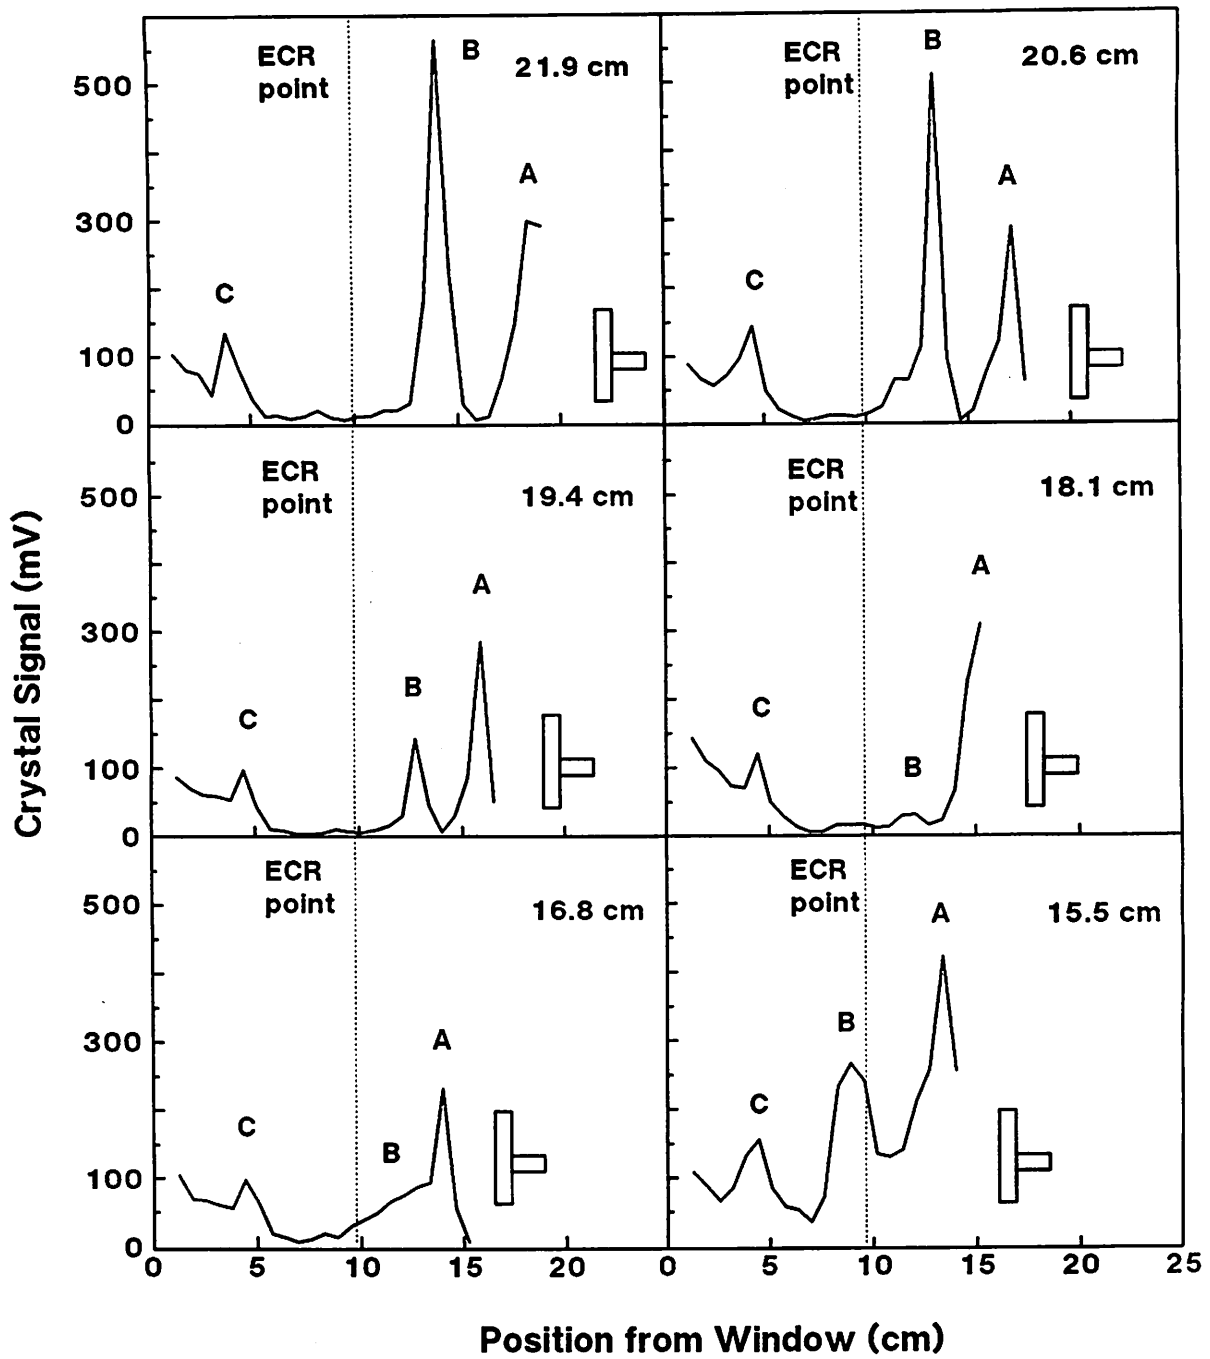 ECR
point
B
21.9 cm
A
C
500
300
100
0
ECR
point
B
20.6 cm
A
C
ECR
point
19.4 cm
A
B
C
500
300
100
0
ECR
point
18.1 cm
A
C
B
ECR
point
16.8 cm
A
C
B
500
300
100
0
ECR
point
A
15.5 cm
B
C
0 5 10 15 20 0 5 10 15 20 25
Crystal Signal (mV)
Position from Window (cm)